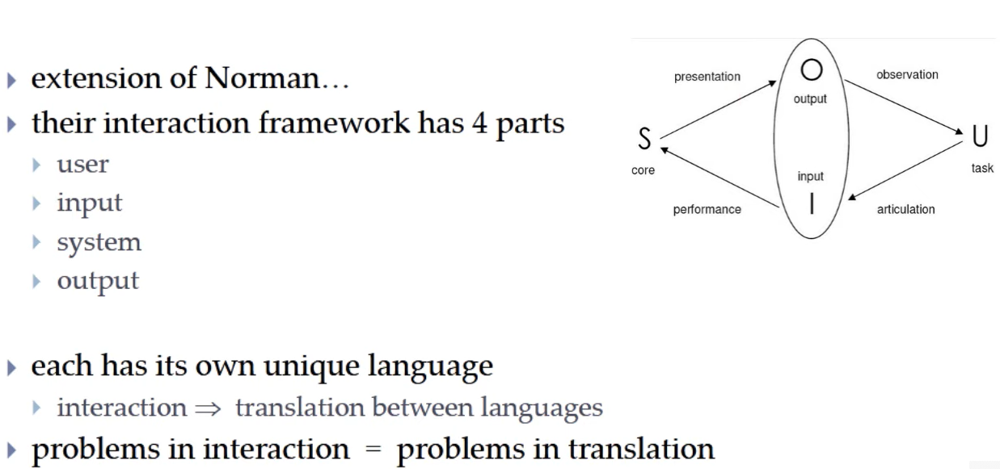 extension of Norman…
their interaction framework has 4 parts
user
input
system
output
each has its own unique language
interaction ⇒ translation between languages
problems in interaction = problems in translation
presentation
O
output
observation
S
core
U
task
input
I
performance
articulation